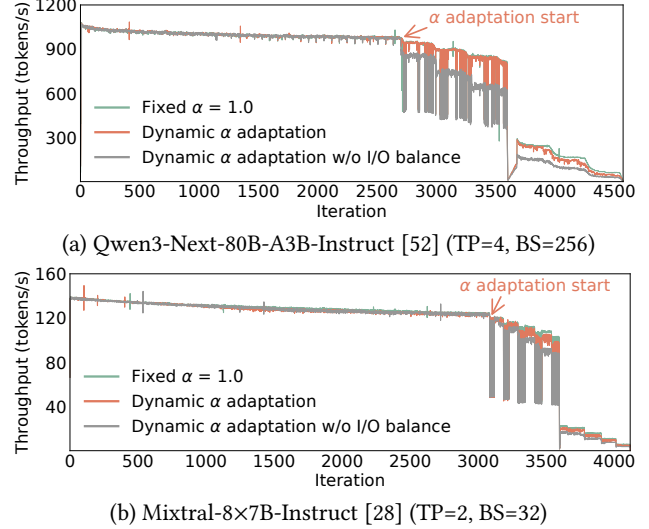 1200
900
600
300
Throughput (tokens/s)
α adaptation start
Fixed α = 1.0
Dynamic α adaptation
Dynamic α adaptation w/o I/O balance
0 500 1000 1500 2000 2500 3000 3500 4000 4500
Iteration
(a) Qwen3-Next-80B-A3B-Instruct [52] (TP=4, BS=256)
160
120
80
40
Throughput (tokens/s)
α adaptation start
Fixed α = 1.0
Dynamic α adaptation
Dynamic α adaptation w/o I/O balance
0 500 1000 1500 2000 2500 3000 3500 4000
Iteration
(b) Mixtral-8×7B-Instruct [28] (TP=2, BS=32)